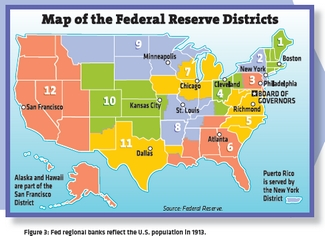 Map of the Federal Reserve Districts
1
9
2
Minneapolis
Boston
New York
7
12
Chicago
Cleveland
3
Philadelphia
4
BOARD OF
GOVERNORS
10
San Francisco
Kansas City
St. Louis
Richmond
5
8
11
Atlanta
6
Dallas
Alaska and Hawaii
are part of the
San Francisco
District
Puerto Rico
is served by
the New York
District
Source: Federal Reserve.
Figure 3: Fed regional banks reflect the U.S. population in 1913.